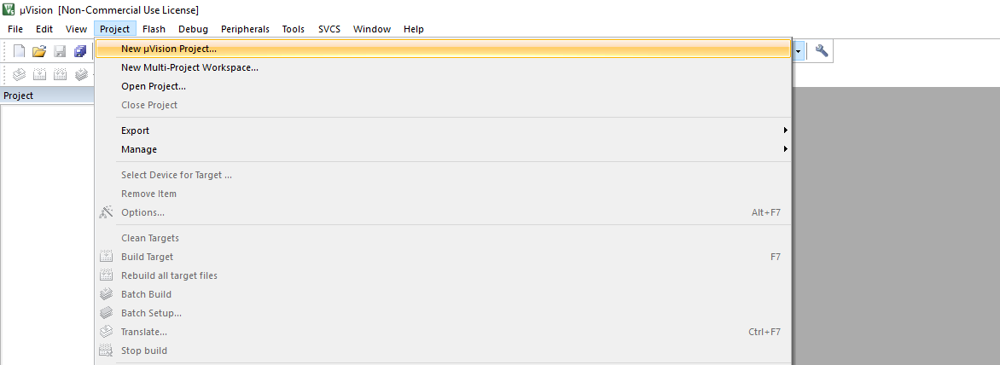 µVision [Non-Commercial Use License]
File Edit View Project Flash Debug Peripherals Tools SVCS Window Help
New µVision Project...
New Multi-Project Workspace...
Open Project...
Project
Close Project
Export
Manage
Select Device for Target ...
Remove Item
Options... Alt+F7
Clean Targets
Build Target F7
Rebuild all target files
Batch Build
Batch Setup...
Translate... Ctrl+F7
Stop build